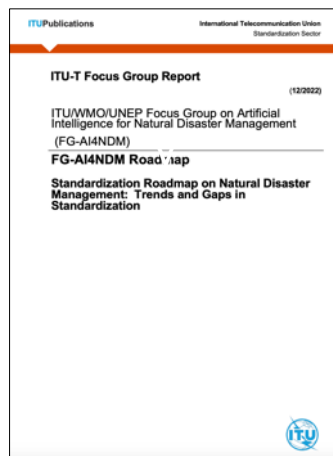 ITUPublications
International Telecommunication Union
Standardization Sector
ITU-T Focus Group Report
(12/2022)
ITU/WMO/UNEP Focus Group on Artificial
Intelligence for Natural Disaster Management
(FG-AI4NDM)
FG-AI4NDM Roadmap
Standardization Roadmap on Natural Disaster
Management: Trends and Gaps in
Standardization
ITU